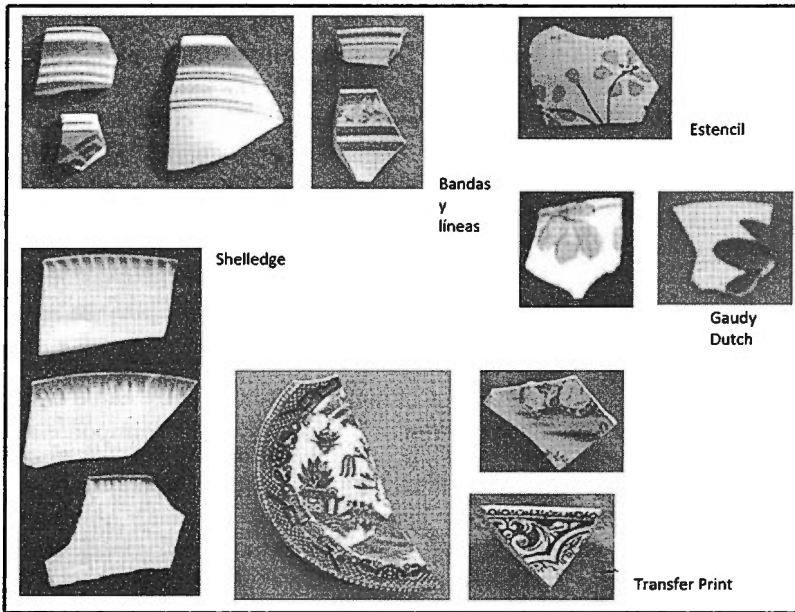 Estencil
Bandas
y
líneas
Shelledge
Gaudy
Dutch
Transfer Print